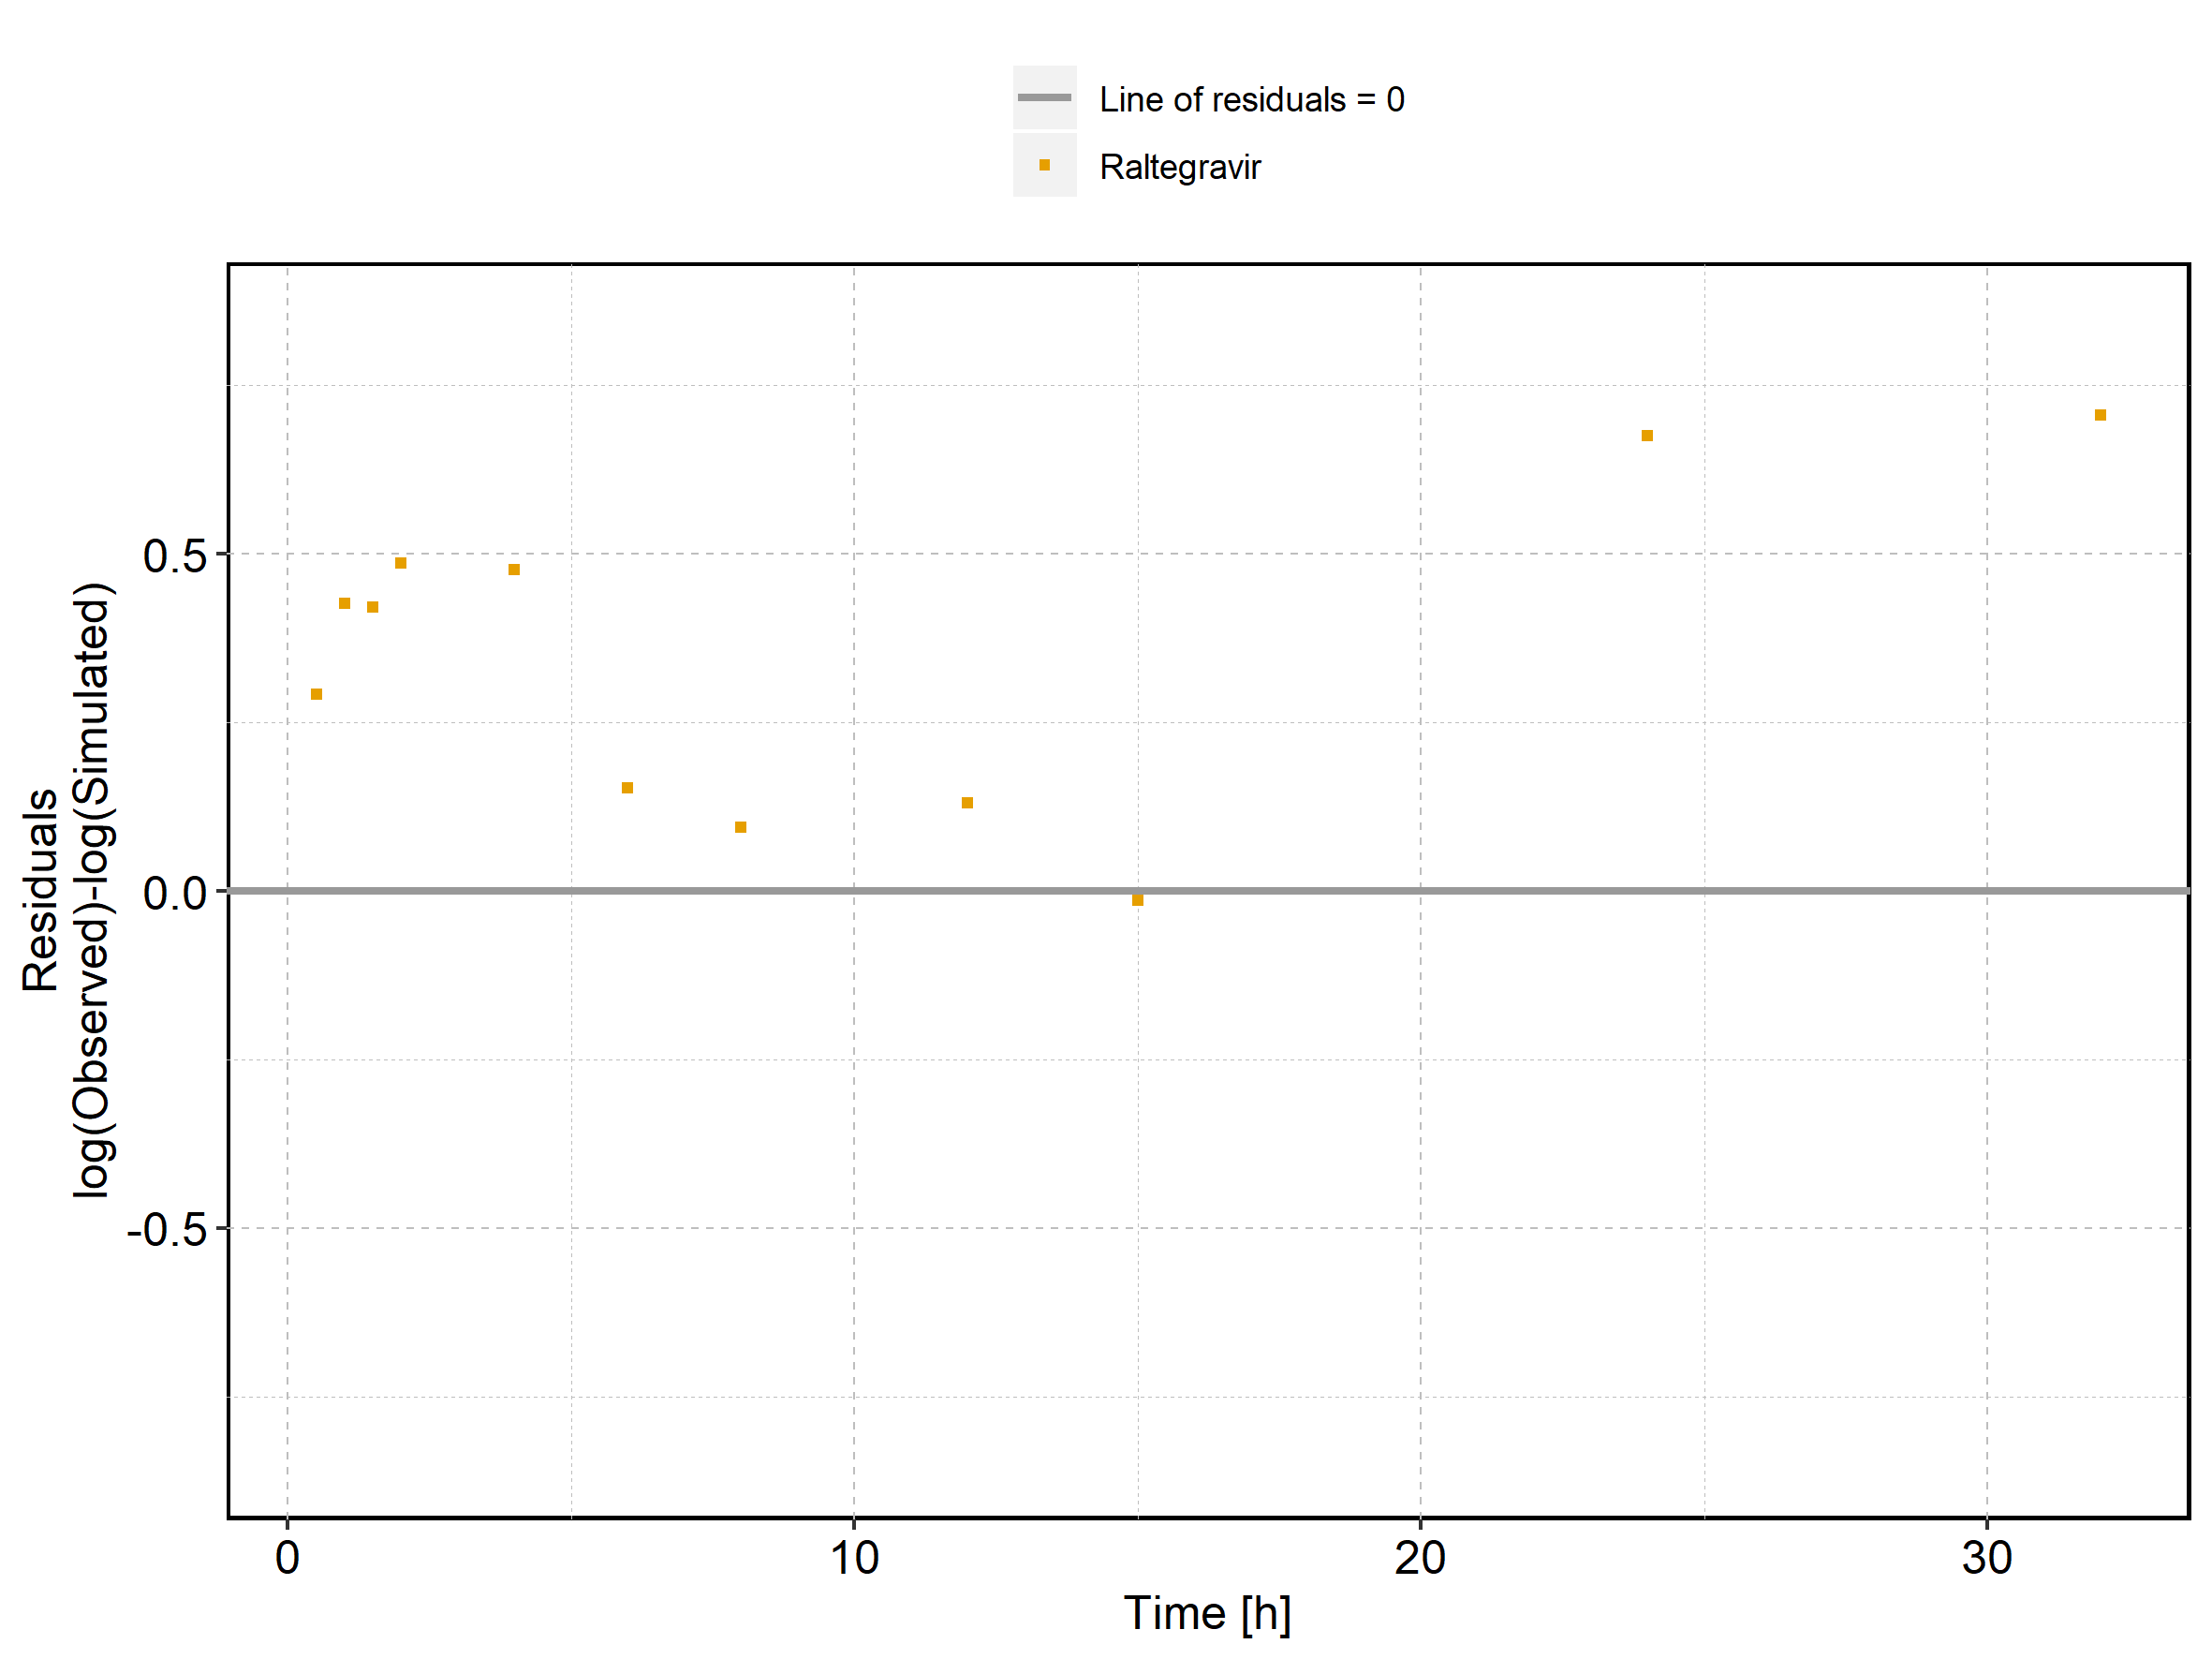 Line of residuals = 0
Raltegravir
Residuals
log(Observed)-log(Simulated)
0.5
0.0
-0.5
0
10
20
30
Time [h]